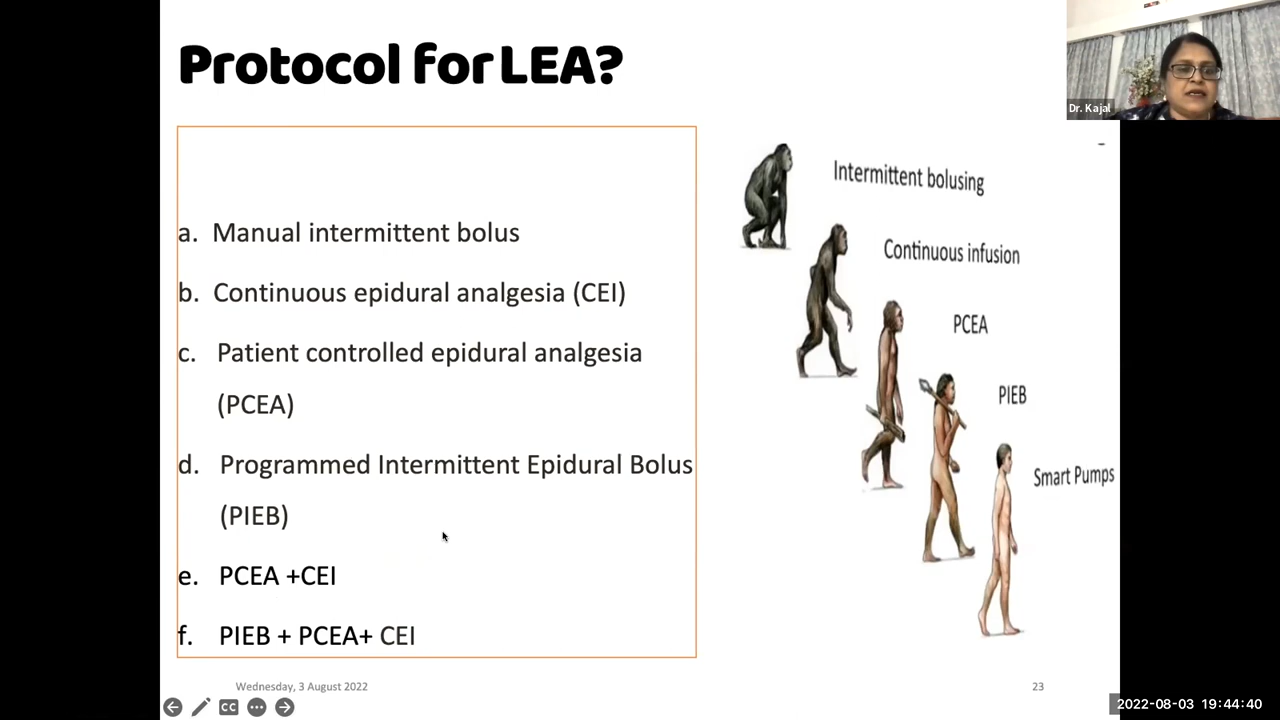 Protocol for LEA?
Dr. Kajal
a. Manual intermittent bolus
b. Continuous epidural analgesia (CEI)
c. Patient controlled epidural analgesia
(PCEA)
d. Programmed Intermittent Epidural Bolus
(PIEB)
e. PCEA +CEI
f. PIEB + PCEA+ CEI
Intermittent bolusing
Continuous infusion
PCEA
PIEB
Smart Pumps
Wednesday, 3 August 2022
23
CC
2022-08-03 19:44:40